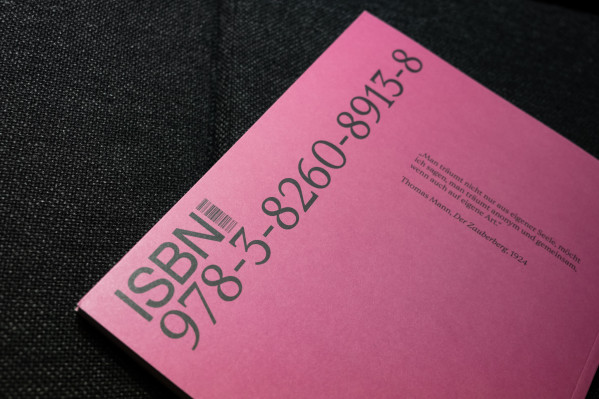 ISBN
978-3-8260-8913-8
„Man träumt nicht nur aus eigener Seele, möcht
ich sagen, man träumt anonym und gemeinsam,
wenn auch auf eigene Art.“
Thomas Mann, Der Zauberberg, 1924